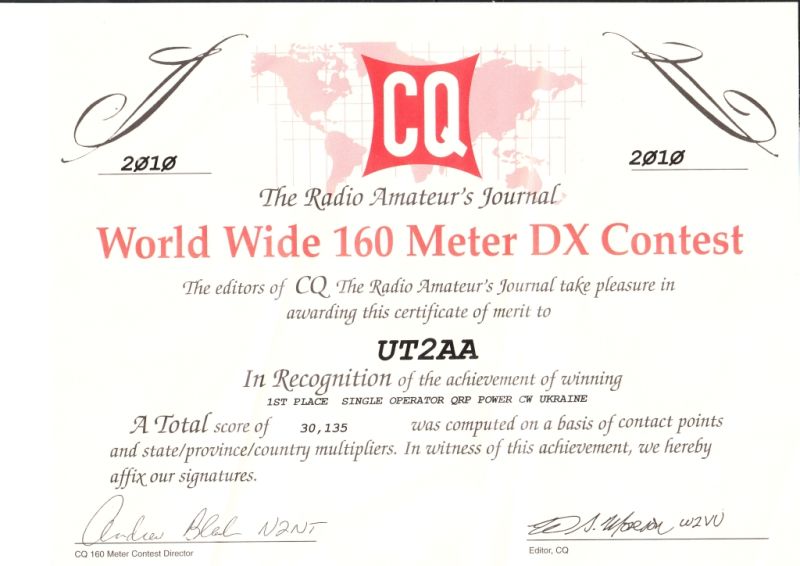 CQ
2010
2010
The Radio Amateur's Journal
World Wide 160 Meter DX Contest
The editors of CQ The Radio Amateur's Journal take pleasure in
awarding this certificate of merit to
UT2AA
In Recognition of the achievement of winning
1ST PLACE SINGLE OPERATOR QRP POWER CW UKRAINE
A Total score of 30,135 was computed on a basis of contact points
and state/province/country multipliers. In witness of this achievement, we hereby
affix our signatures.
Andrew N2NT
W2VU
CQ 160 Meter Contest Director
Editor, CQ